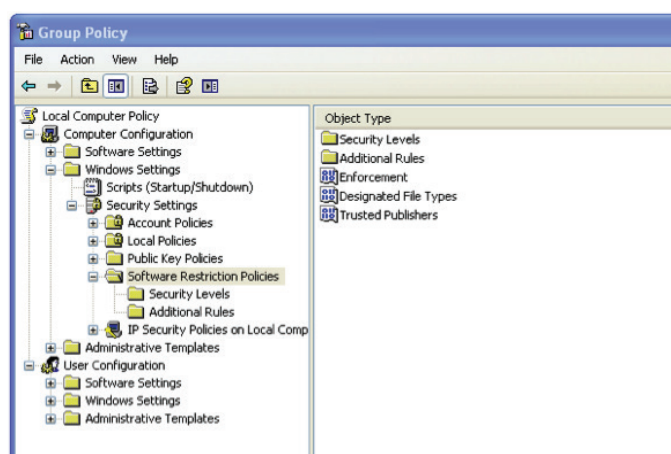 Group Policy
File Action View Help
Local Computer Policy
Computer Configuration
Software Settings
Windows Settings
Scripts (Startup/Shutdown)
Security Settings
Account Policies
Local Policies
Public Key Policies
Software Restriction Policies
Security Levels
Additional Rules
IP Security Policies on Local Comp
Administrative Templates
User Configuration
Software Settings
Windows Settings
Administrative Templates
Object Type
Security Levels
Additional Rules
Enforcement
Designated File Types
Trusted Publishers